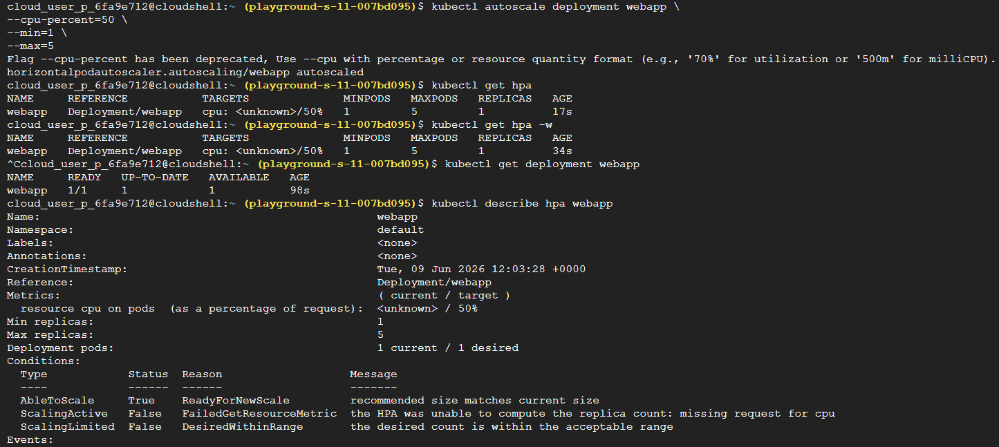 cloud_user_p_6fa9e712@cloudshell:~ (playground-s-11-007bd095)$ kubectl autoscale deployment webapp \
--cpu-percent=50 \
--min=1 \
--max=5
Flag --cpu-percent has been deprecated, Use --cpu with percentage or resource quantity format (e.g., '70%' for utilization or '500m' for milliCPU).
horizontalpodautoscaler.autoscaling/webapp autoscaled
cloud_user_p_6fa9e712@cloudshell:~ (playground-s-11-007bd095)$ kubectl get hpa
NAME     REFERENCE           TARGETS              MINPODS   MAXPODS   REPLICAS   AGE
webapp   Deployment/webapp   cpu: <unknown>/50%   1         5         1          17s
cloud_user_p_6fa9e712@cloudshell:~ (playground-s-11-007bd095)$ kubectl get hpa -w
NAME     REFERENCE           TARGETS              MINPODS   MAXPODS   REPLICAS   AGE
webapp   Deployment/webapp   cpu: <unknown>/50%   1         5         1          34s
^Ccloud_user_p_6fa9e712@cloudshell:~ (playground-s-11-007bd095)$ kubectl get deployment webapp
NAME     READY   UP-TO-DATE   AVAILABLE   AGE
webapp   1/1     1            1           98s
cloud_user_p_6fa9e712@cloudshell:~ (playground-s-11-007bd095)$ kubectl describe hpa webapp
Name:                                                  webapp
Namespace:                                             default
Labels:                                                <none>
Annotations:                                           <none>
CreationTimestamp:                                     Tue, 09 Jun 2026 12:03:28 +0000
Reference:                                             Deployment/webapp
Metrics:                                               ( current / target )
  resource cpu on pods  (as a percentage of request):  <unknown> / 50%
Min replicas:                                          1
Max replicas:                                          5
Deployment pods:                                       1 current / 1 desired
Conditions:
  Type            Status  Reason                   Message
  ----            ------  ------                   -------
  AbleToScale     True    ReadyForNewScale         recommended size matches current size
  ScalingActive   False   FailedGetResourceMetric  the HPA was unable to compute the replica count: missing request for cpu
  ScalingLimited  False   DesiredWithinRange       the desired count is within the acceptable range
Events: